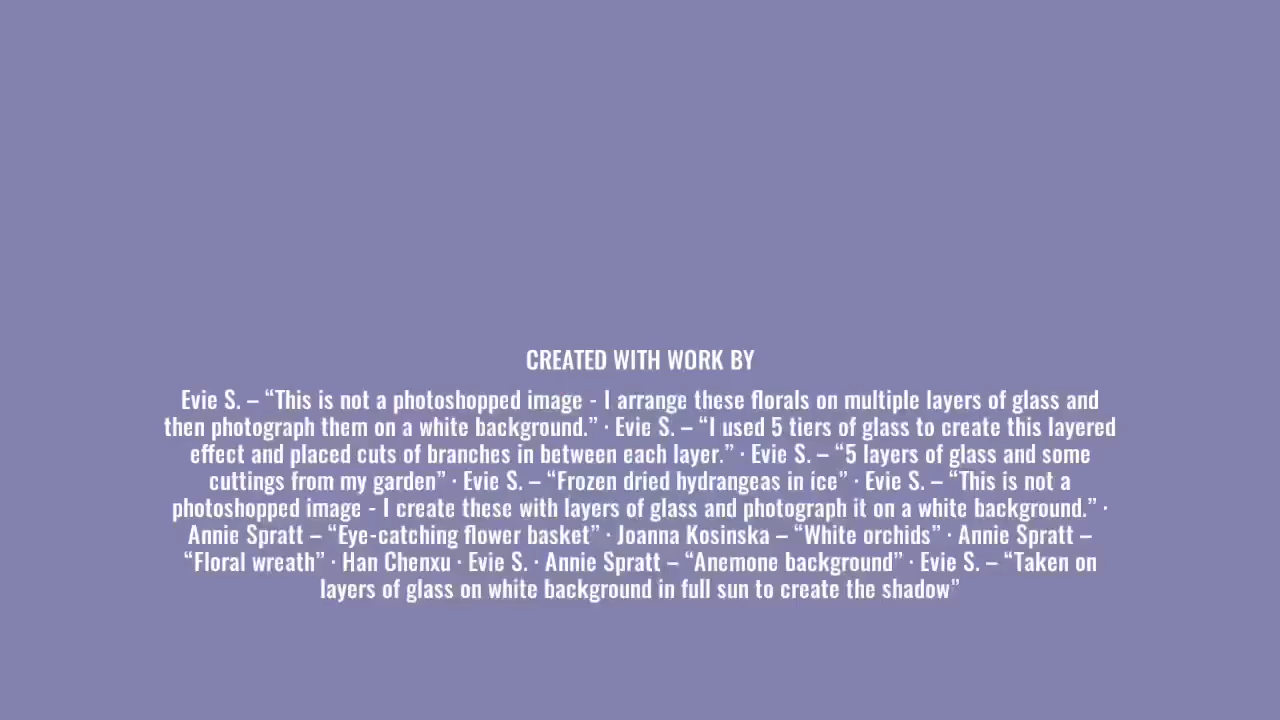 CREATED WITH WORK BY
Evie S. – “This is not a photoshopped image - I arrange these florals on multiple layers of glass and
then photograph them on a white background.” · Evie S. – “I used 5 tiers of glass to create this layered
effect and placed cuts of branches in between each layer.” · Evie S. – “5 layers of glass and some
cuttings from my garden” · Evie S. – “Frozen dried hydrangeas in ice” · Evie S. – “This is not a
photoshopped image - I create these with layers of glass and photograph it on a white background.” ·
Annie Spratt – “Eye-catching flower basket” · Joanna Kosinska – “White orchids” · Annie Spratt –
“Floral wreath” · Han Chenxu · Evie S. · Annie Spratt – “Anemone background” · Evie S. – “Taken on
layers of glass on white background in full sun to create the shadow”